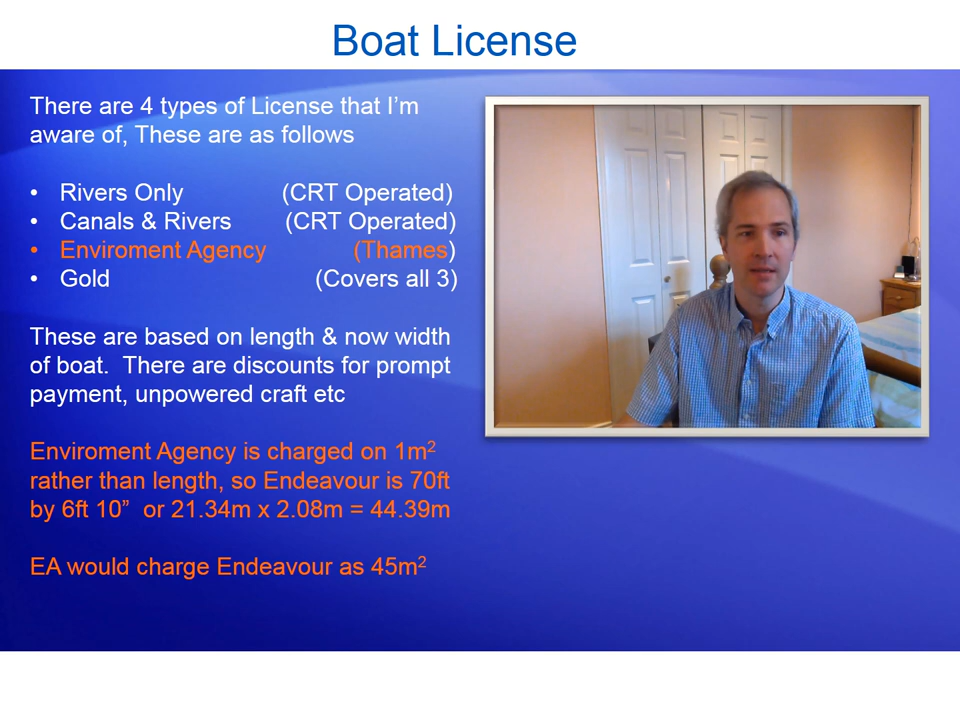 Boat License
There are 4 types of License that I’m
aware of, These are as follows
• Rivers Only (CRT Operated)
• Canals & Rivers (CRT Operated)
• Enviroment Agency (Thames)
• Gold (Covers all 3)
These are based on length & now width
of boat. There are discounts for prompt
payment, unpowered craft etc
Enviroment Agency is charged on 1m²
rather than length, so Endeavour is 70ft
by 6ft 10” or 21.34m x 2.08m = 44.39m
EA would charge Endeavour as 45m²